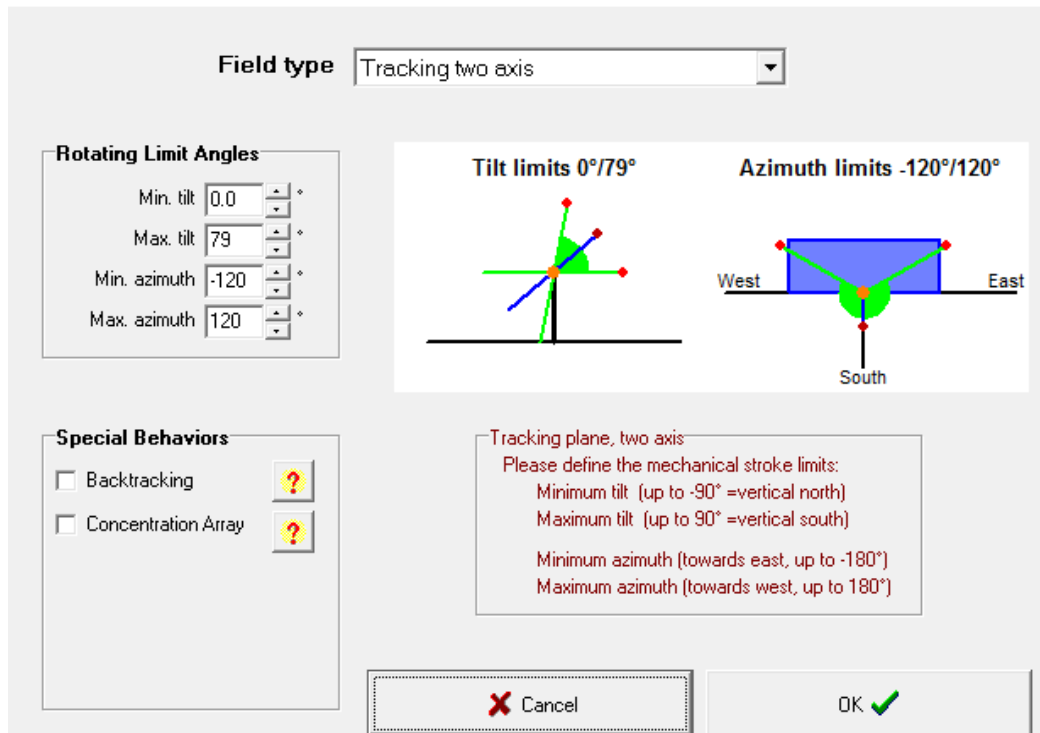 Field type Tracking two axis
Rotating Limit Angles
Min. tilt 0.0 °
Max. tilt 79 °
Min. azimuth -120 °
Max. azimuth 120 °
Tilt limits 0°/79°
Azimuth limits -120°/120°
West
East
South
Special Behaviors
Backtracking ?
Concentration Array ?
Tracking plane, two axis
Please define the mechanical stroke limits:
Minimum tilt (up to -90° =vertical north)
Maximum tilt (up to 90° =vertical south)
Minimum azimuth (towards east, up to -180°)
Maximum azimuth (towards west, up to 180°)
Cancel
OK